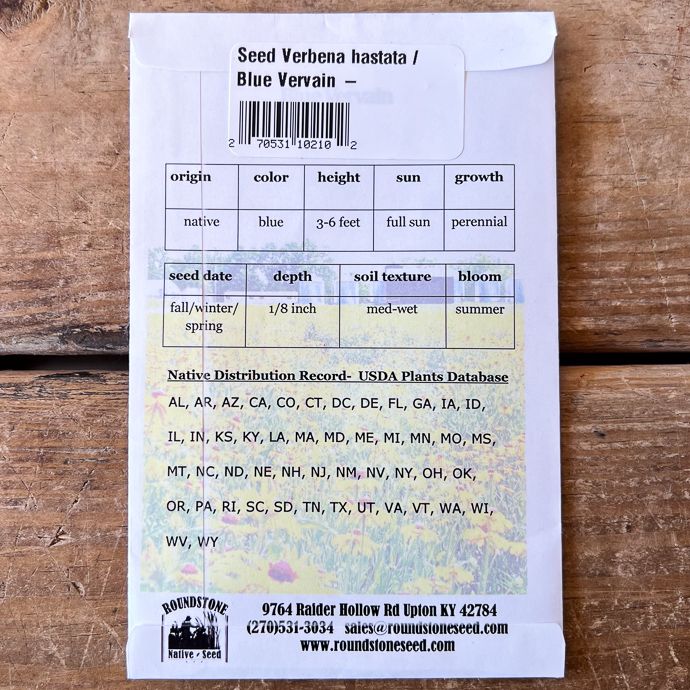 Seed Verbena hastata /
Blue Vervain –
2 70531 10210 2
origin color height sun growth
native blue 3-6 feet full sun perennial
seed date depth soil texture bloom
fall/winter/ 1/8 inch med-wet summer
spring
Native Distribution Record- USDA Plants Database
AL, AR, AZ, CA, CO, CT, DC, DE, FL, GA, IA, ID,
IL, IN, KS, KY, LA, MA, MD, ME, MI, MN, MO, MS,
MT, NC, ND, NE, NH, NJ, NM, NV, NY, OH, OK,
OR, PA, RI, SC, SD, TN, TX, UT, VA, VT, WA, WI,
WV, WY
ROUNDSTONE
Native Seed
9764 Raider Hollow Rd Upton KY 42784
(270)531-3034 sales@roundstoneseed.com
www.roundstoneseed.com